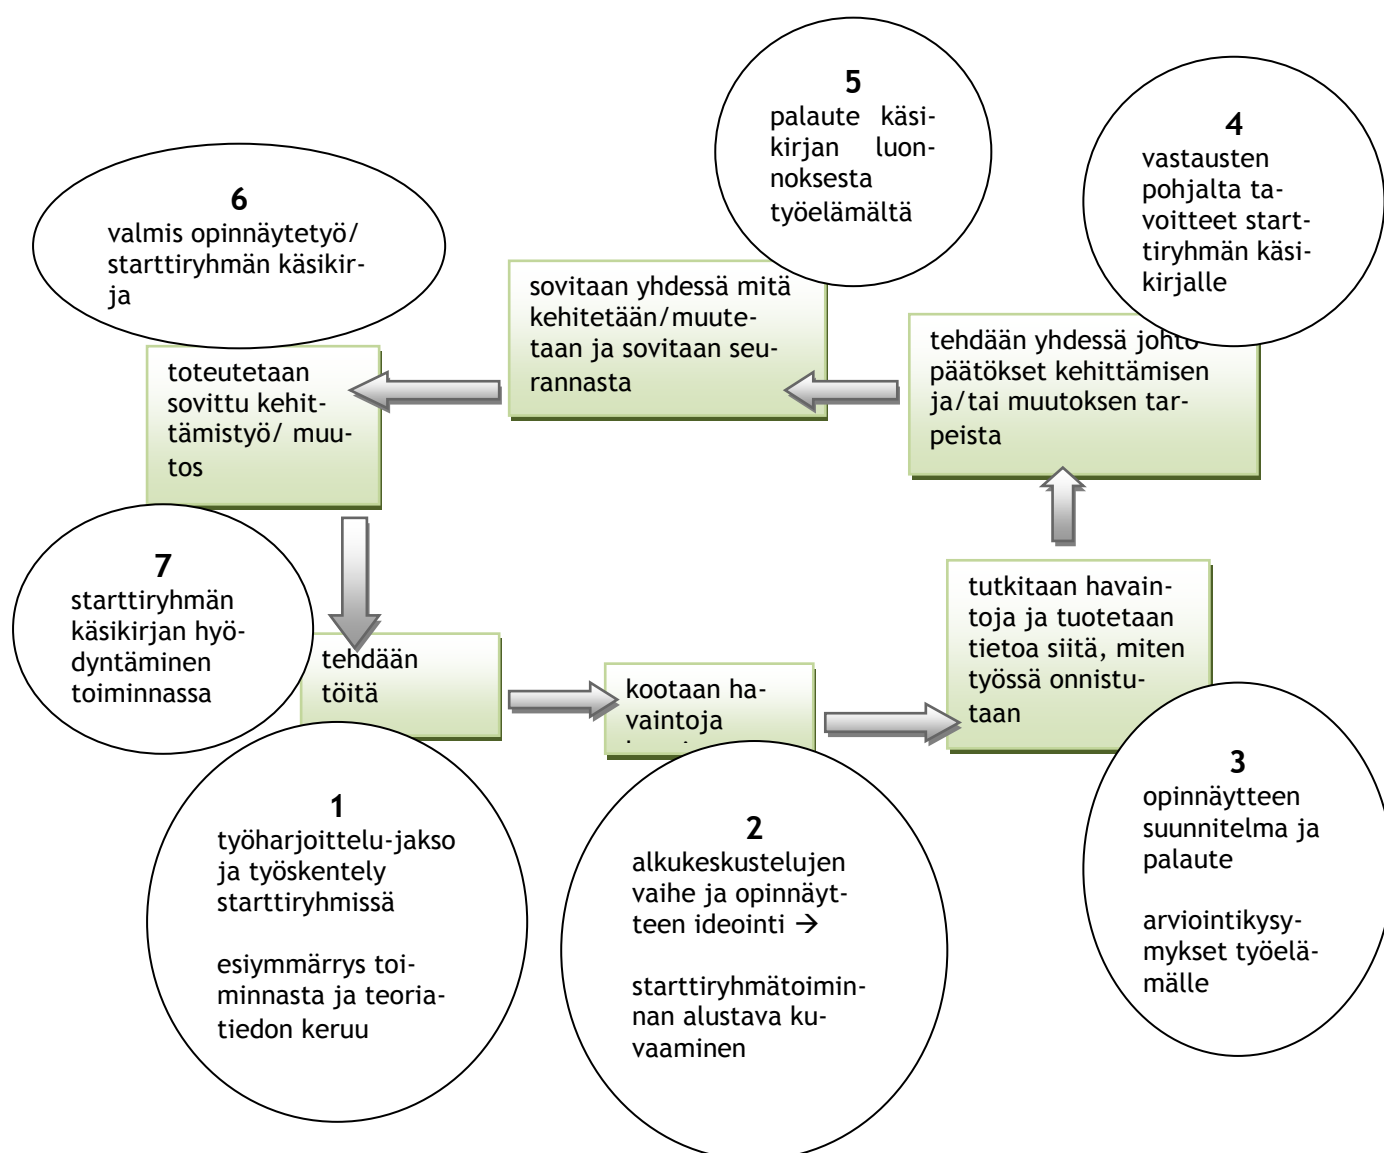 5
palaute käsi-
kirjan luon-
noksesta
työelämältä
4
vastausten
pohjalta ta-
voitteet start-
tiryhmän käsi-
kirjalle
6
valmis opinnäytetyö/
starttiryhmän käsikir-
ja
sovitaan yhdessä mitä
kehitetään/muute-
taan ja sovitaan seu-
rannasta
tehdään yhdessä johto
päätökset kehittämisen
ja/tai muutoksen tar-
peista
toteutetaan
sovittu kehit-
tämistyö/ muu-
tos
7
starttiryhmän
käsikirjan hyö-
dyntäminen
toiminnassa
tehdään
töitä
kootaan ha-
vaintoja
tutkitaan havain-
toja ja tuotetaan
tietoa siitä, miten
työssä onnistu-
taan
1
työharjoittelu-jakso
ja työskentely
starttiryhmissä
esiymmärrys toi-
minnasta ja teoria-
tiedon keruu
2
alkukeskustelujen
vaihe ja opinnäyt-
teen ideointi →
starttiryhmätoimin-
nan alustava ku-
vaaminen
3
opinnäytteen
suunnitelma ja
palaute
arviointikysy-
mykset työelä-
mälle